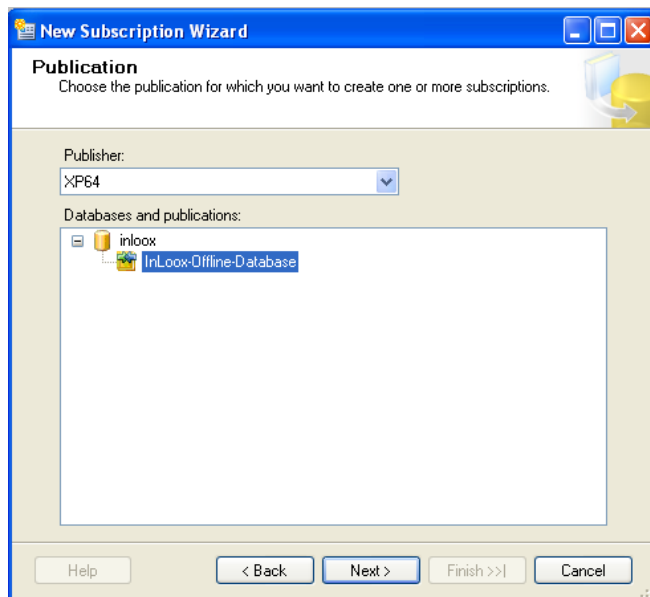 New Subscription Wizard
Publication
Choose the publication for which you want to create one or more subscriptions.
Publisher:
XP64
Databases and publications:
inloox
InLoox-Offline-Database
Help
< Back
Next >
Finish >>|
Cancel